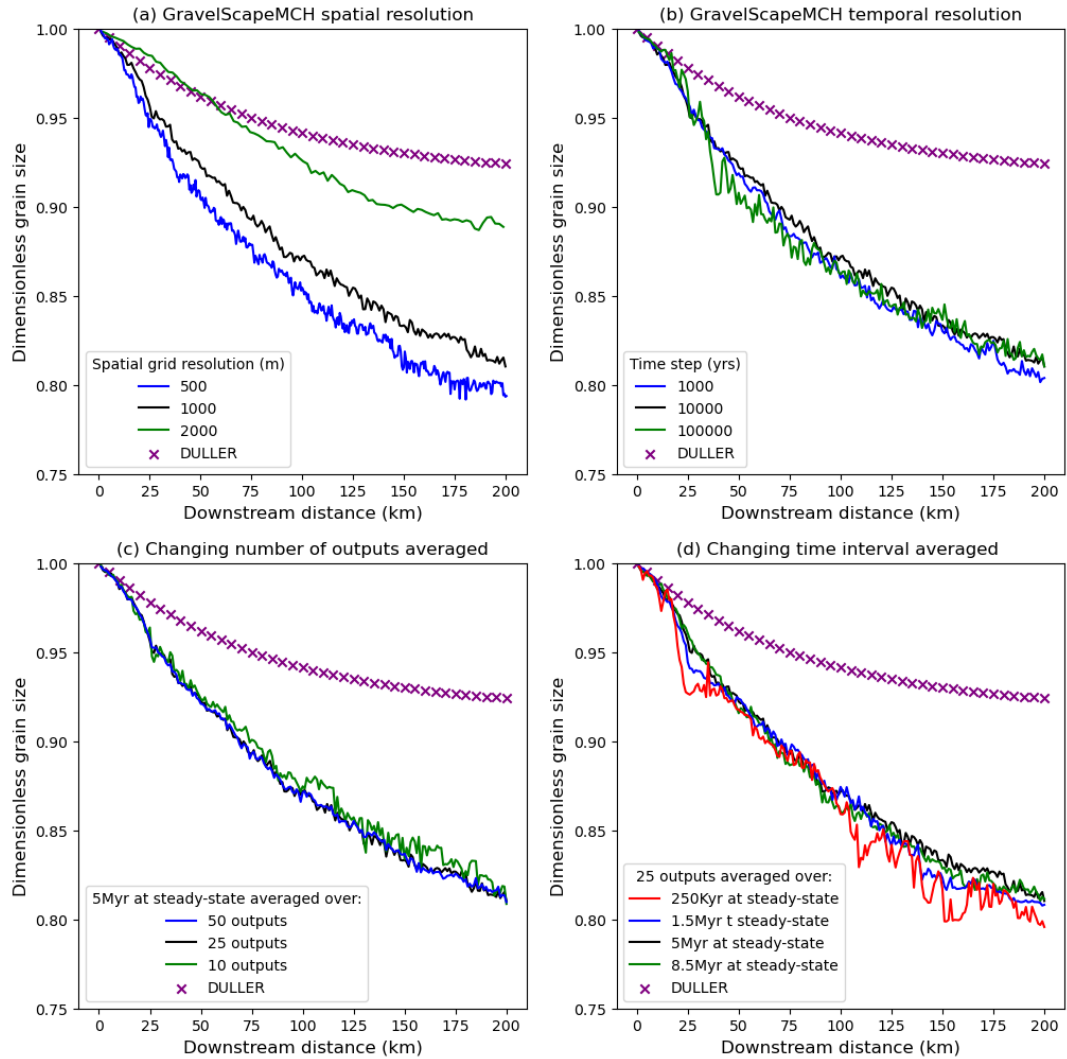 (a) GravelScapeMCH spatial resolution
1.00
0.95
0.90
0.85
0.80
0.75
Dimensionless grain size
Spatial grid resolution (m)
500
1000
2000
DULLER
0 25 50 75 100 125 150 175 200
Downstream distance (km)
(b) GravelScapeMCH temporal resolution
1.00
0.95
0.90
0.85
0.80
0.75
Dimensionless grain size
Time step (yrs)
1000
10000
100000
DULLER
0 25 50 75 100 125 150 175 200
Downstream distance (km)
(c) Changing number of outputs averaged
1.00
0.95
0.90
0.85
0.80
0.75
Dimensionless grain size
5Myr at steady-state averaged over:
50 outputs
25 outputs
10 outputs
DULLER
0 25 50 75 100 125 150 175 200
Downstream distance (km)
(d) Changing time interval averaged
1.00
0.95
0.90
0.85
0.80
0.75
Dimensionless grain size
25 outputs averaged over:
250Kyr at steady-state
1.5Myr t steady-state
5Myr at steady-state
8.5Myr at steady-state
DULLER
0 25 50 75 100 125 150 175 200
Downstream distance (km)